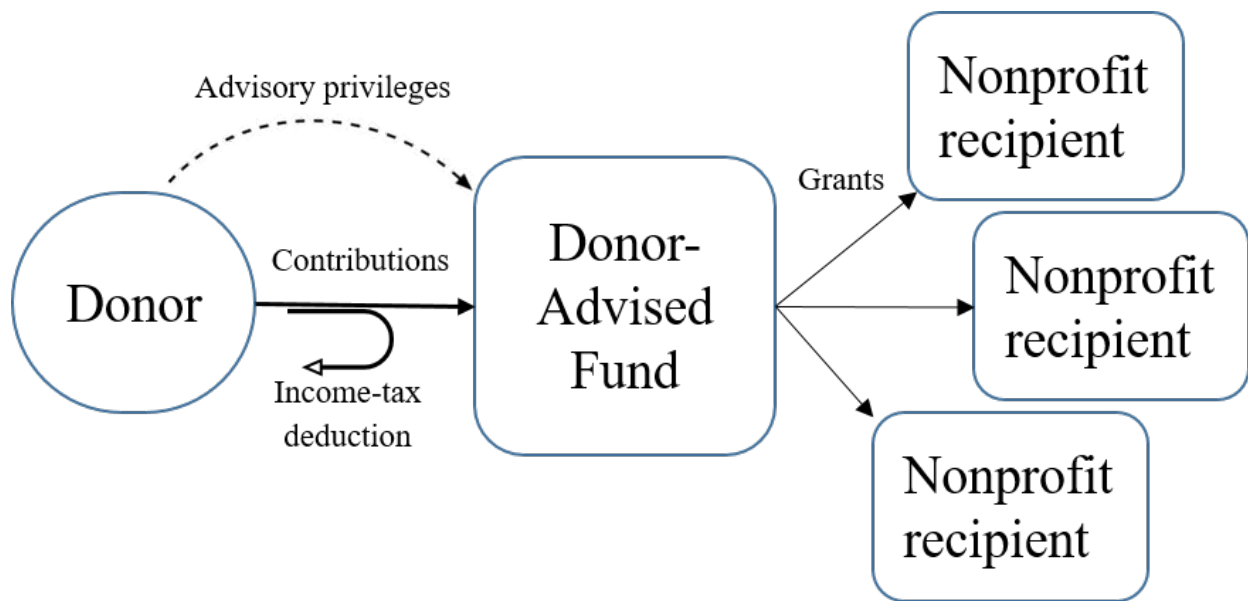 Advisory privileges
Donor
Contributions
Income-tax
deduction
Donor-
Advised
Fund
Grants
Nonprofit
recipient
Nonprofit
recipient
Nonprofit
recipient